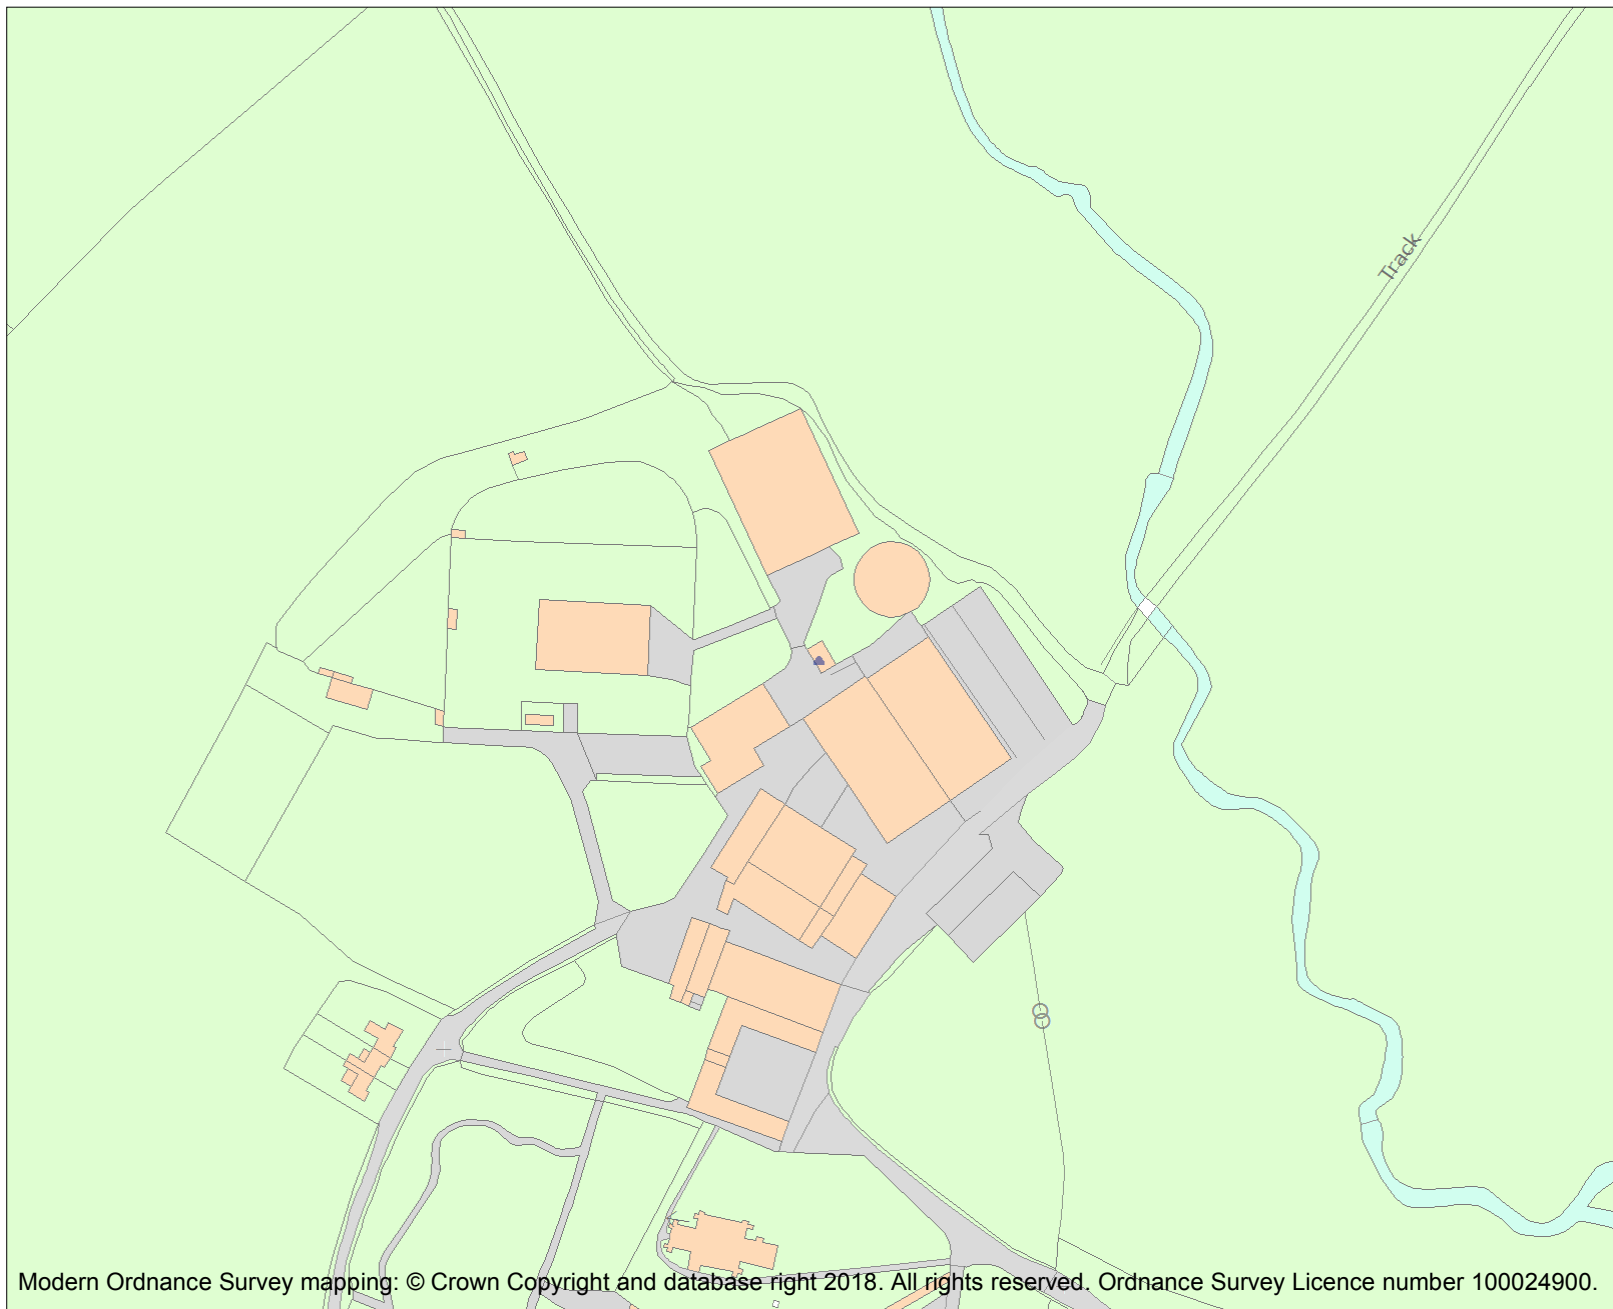 Track
Modern Ordnance Survey mapping: © Crown Copyright and database right 2018. All rights reserved. Ordnance Survey Licence number 100024900.